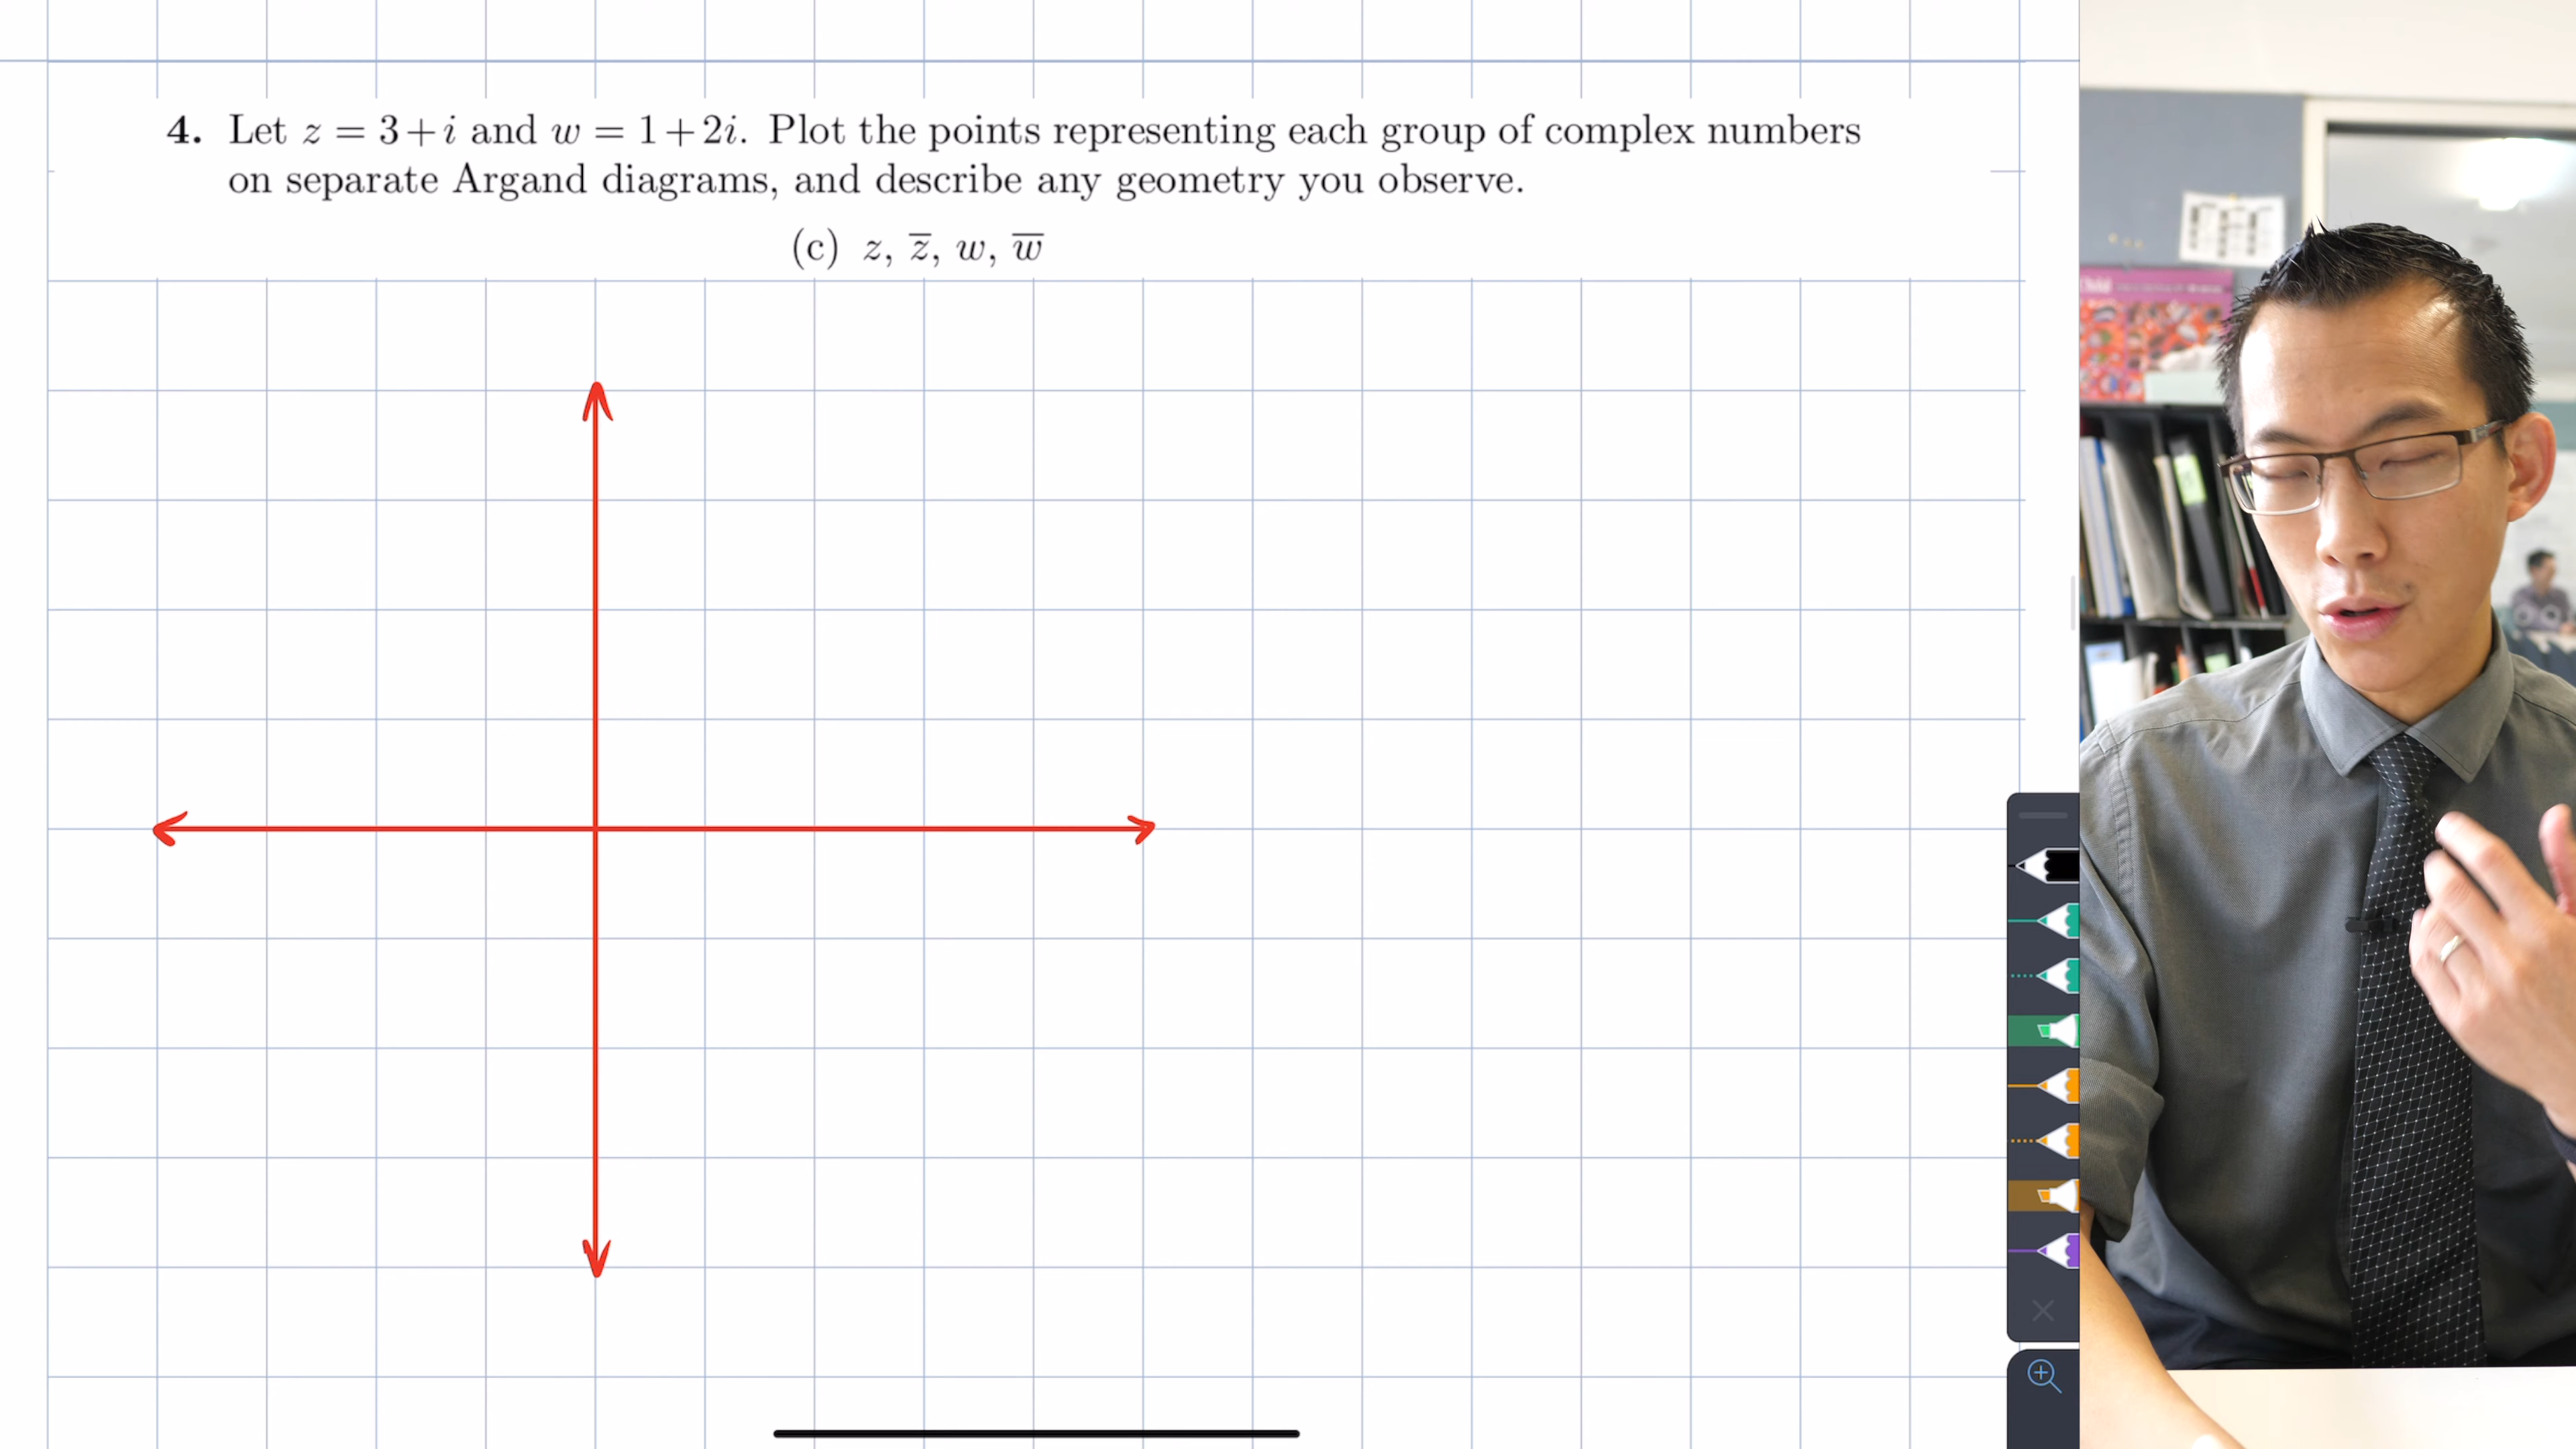 4. Let z = 3+i and w = 1+2i. Plot the points representing each group of complex numbers
on separate Argand diagrams, and describe any geometry you observe.
(c) z, z̅, w, w̅